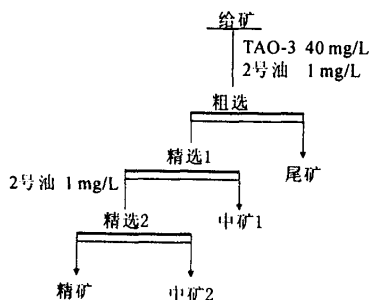 给矿
TAO-3 40 mg/L
2号油 1 mg/L
粗选
精选1
尾矿
2号油 1 mg/L
精选2
中矿1
精矿
中矿2